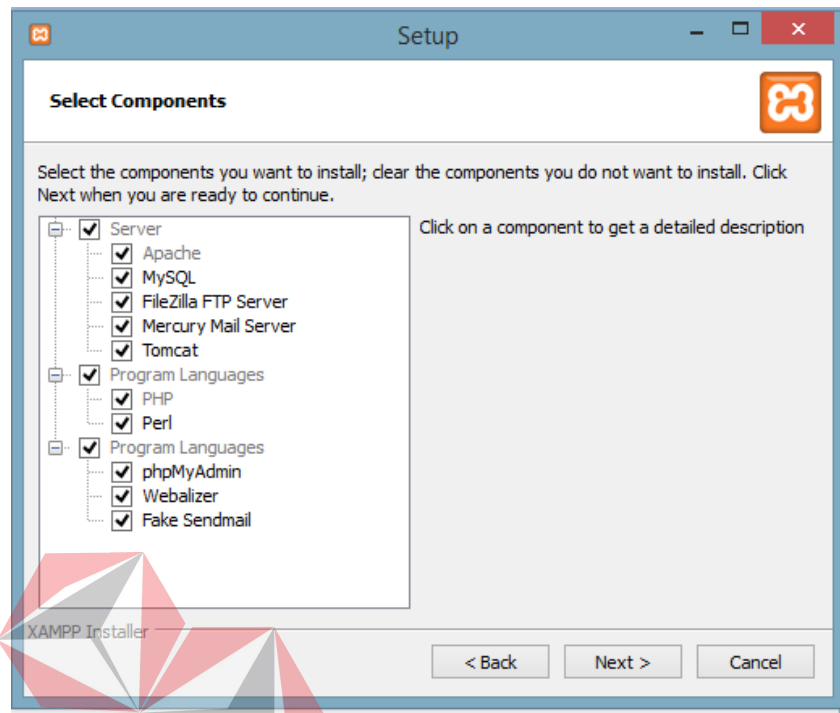 Setup
Select Components
Select the components you want to install; clear the components you do not want to install. Click
Next when you are ready to continue.
Server
Apache
MySQL
FileZilla FTP Server
Mercury Mail Server
Tomcat
Program Languages
PHP
Perl
Program Languages
phpMyAdmin
Webalizer
Fake Sendmail
Click on a component to get a detailed description
XAMPP Installer
< Back Next > Cancel